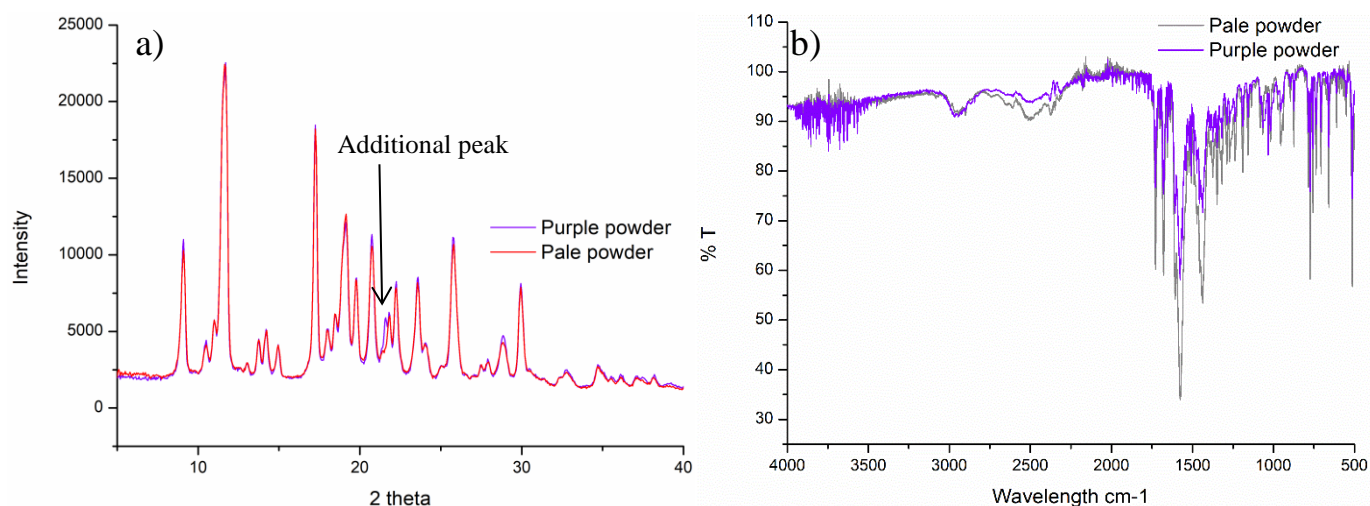 a)
Additional peak
Purple powder
Pale powder
25000
20000
15000
10000
5000
0
Intensity
10
20
30
40
2 theta
b)
Pale powder
Purple powder
110
100
90
80
70
60
50
40
30
% T
4000
3500
3000
2500
2000
1500
1000
500
Wavelength cm-1